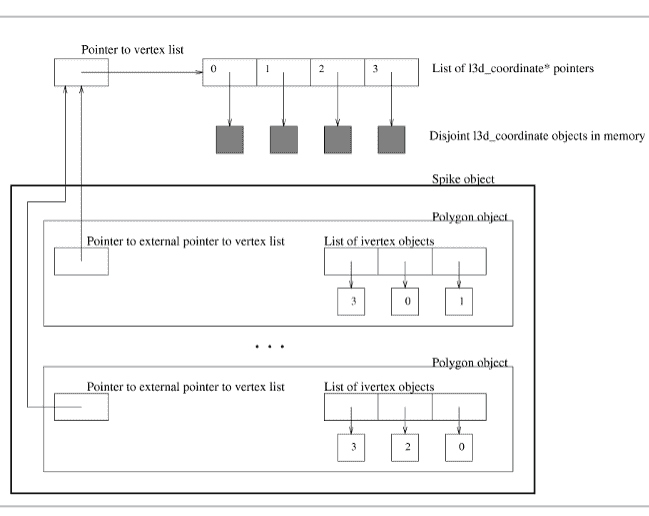 Pointer to vertex list
0 1 2 3
List of l3d_coordinate* pointers
Disjoint l3d_coordinate objects in memory
Spike object
Polygon object
Pointer to external pointer to vertex list
List of ivertex objects
3 0 1
. . .
Polygon object
Pointer to external pointer to vertex list
List of ivertex objects
3 2 0